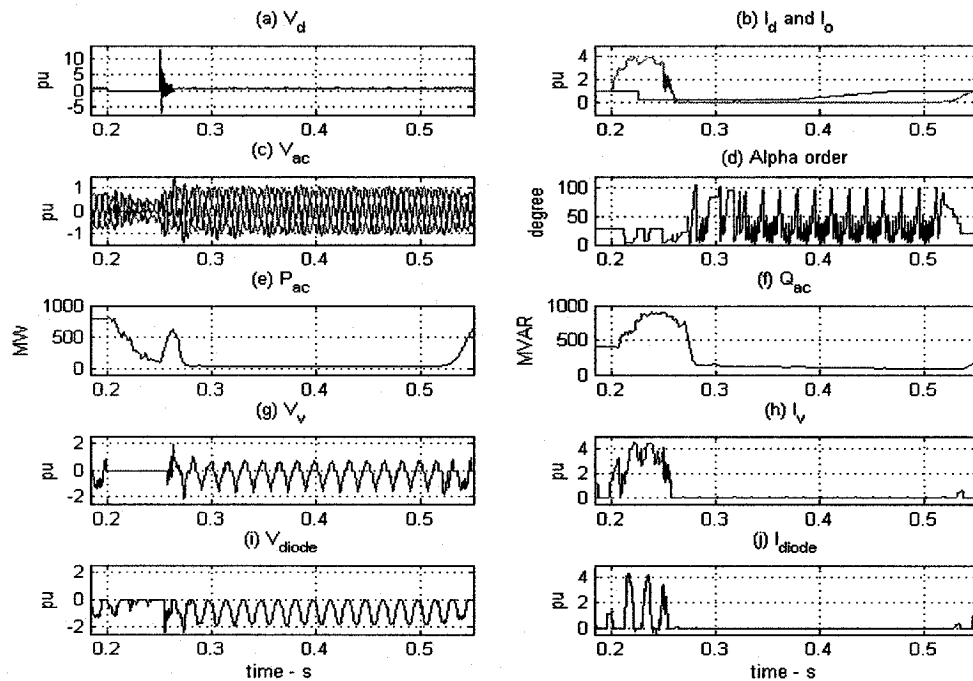 (a) V_d
pu
10
5
0
-5
0.2 0.3 0.4 0.5
(b) I_d and I_o
pu
4
2
0
0.2 0.3 0.4 0.5
(c) V_ac
pu
1
0
-1
0.2 0.3 0.4 0.5
(d) Alpha order
degree
100
50
0
0.2 0.3 0.4 0.5
(e) P_ac
MW
1000
500
0
0.2 0.3 0.4 0.5
(f) Q_ac
MVAR
1000
500
0
0.2 0.3 0.4 0.5
(g) V_v
pu
2
0
-2
0.2 0.3 0.4 0.5
(h) I_v
pu
4
2
0
0.2 0.3 0.4 0.5
(i) V_diode
pu
2
0
-2
0.2 0.3 0.4 0.5
time - s
(j) I_diode
pu
4
2
0
0.2 0.3 0.4 0.5
time - s